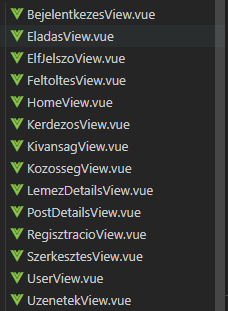 BejelentkezesView.vue
EladasView.vue
ElfJelszoView.vue
FeltoltesView.vue
HomeView.vue
KerdezosView.vue
KivansagView.vue
KozossegView.vue
LemezDetailsView.vue
PostDetailsView.vue
RegisztracioView.vue
SzerkesztesView.vue
UserView.vue
UzenetekView.vue